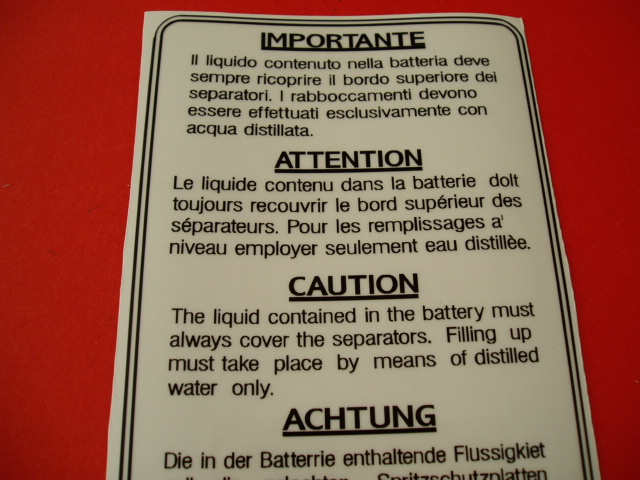 IMPORTANTE
Il liquido contenuto nella batteria deve
sempre ricoprire il bordo superiore dei
separatori. I rabboccamenti devono
essere effettuati esclusivamente con
acqua distillata.
ATTENTION
Le liquide contenu dans la batterie dolt
toujours recouvrir le bord supérieur des
séparateurs. Pour les remplissages a'
niveau employer seulement eau distillèe.
CAUTION
The liquid contained in the battery must
always cover the separators. Filling up
must take place by means of distilled
water only.
ACHTUNG
Die in der Batterrie enthaltende Flussigkiet
Spritzschutzplatten